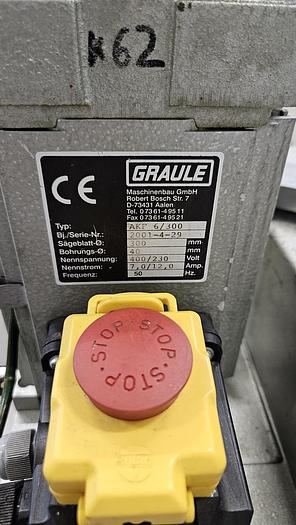 K62
CE
GRAULE
Maschinenbau GmbH
Robert Bosch Str. 7
D-73431 Aalen
Tel. 07361-49511
Fax 07361-49521
Typ: AKF 6/300
Bj./Serie-Nr.: 2001-4-29
Sägeblatt-Ø: 300 mm
Bohrungs-Ø: 40 mm
Nennspannung: 400/230 Volt
Nennstrom: 7,0/12,0 Amp.
Frequenz: 50 Hz.
STOP · STOP · STOP ·